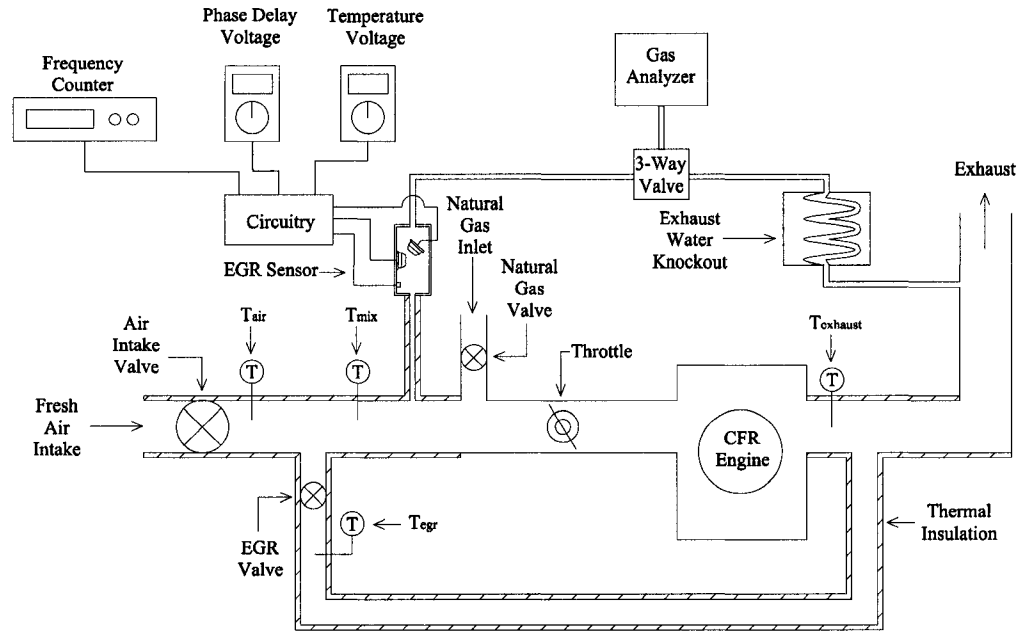 Phase Delay
Voltage
Temperature
Voltage
Frequency
Counter
Gas
Analyzer
3-Way
Valve
Exhaust
Circuitry
Natural
Gas
Inlet
Exhaust
Water
Knockout
EGR Sensor
Natural
Gas
Valve
Air
Intake
Valve
Tair
Tmix
Texhaust
Throttle
T
T
T
Fresh
Air
Intake
CFR
Engine
T
Tegr
EGR
Valve
Thermal
Insulation